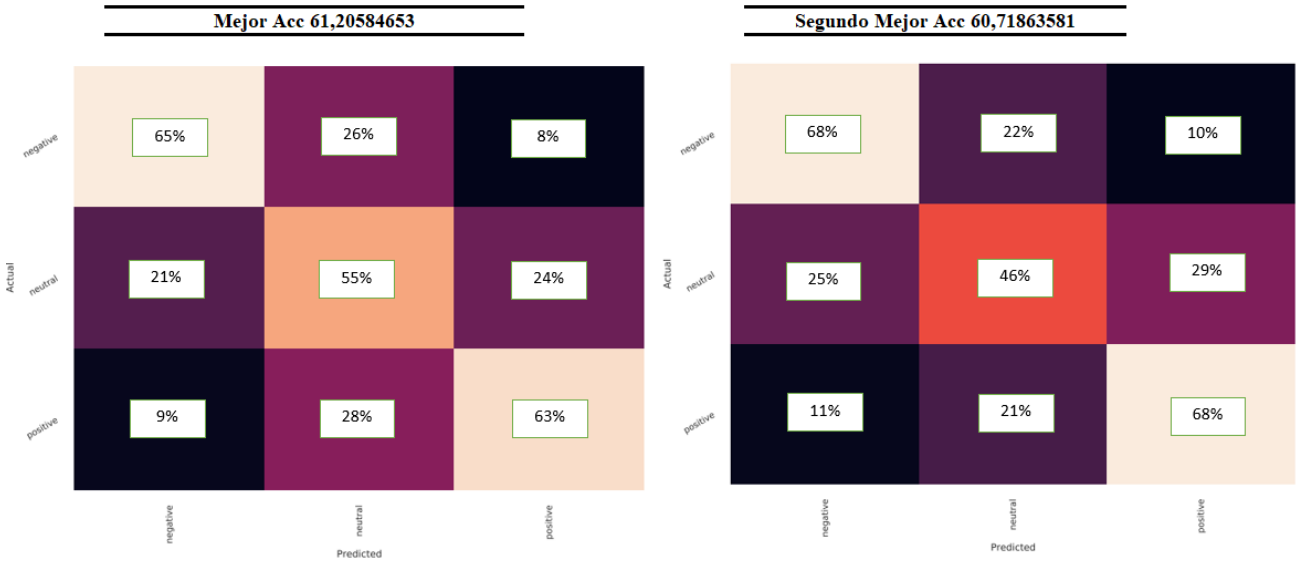 Mejor Acc 61,20584653
Segundo Mejor Acc 60,71863581
negative
65%
26%
8%
Actual
neutral
21%
55%
24%
positive
9%
28%
63%
negative
neutral
positive
Predicted
negative
68%
22%
10%
Actual
neutral
25%
46%
29%
positive
11%
21%
68%
negative
neutral
positive
Predicted